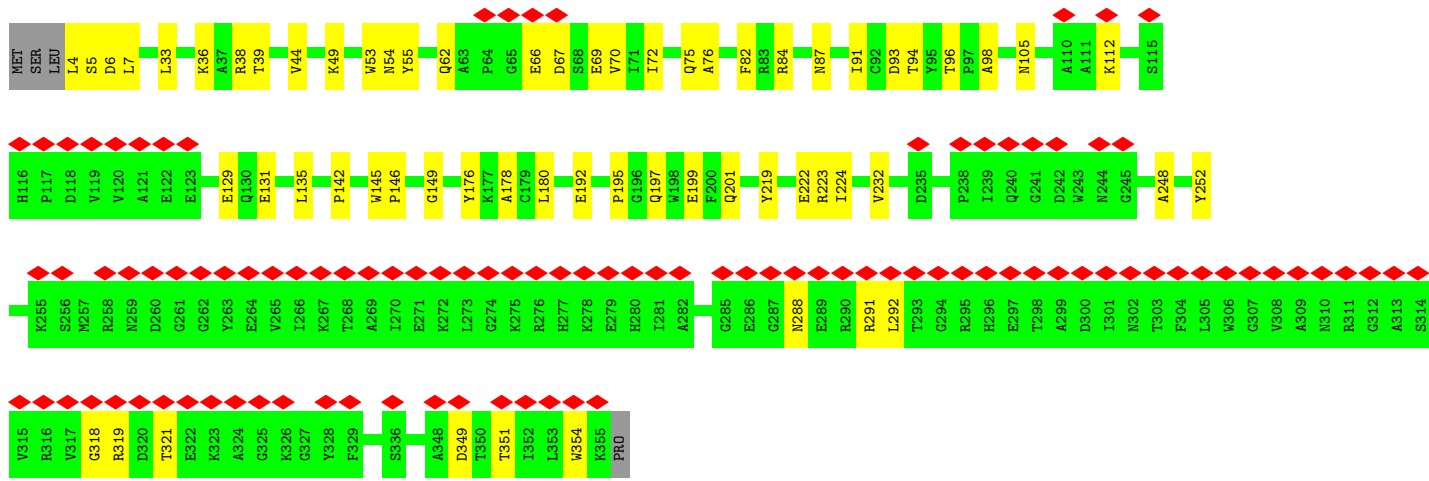 MET SER LEU L4 S5 D6 L7 L33 K36 A37 R38 T39 V44 K49 W53 N54 Y55 Q62 A63 P64 G65 E66 D67 S68 E69 V70 I71 I72 Q75 A76 F82 R83 R84 N87 I91 C92 D93 T94 Y95 T96 P97 A98 N105 A110 A111 K112 S115
H116 P117 D118 V119 V120 A121 E122 E123 E129 Q130 E131 L135 P142 W145 P146 G149 Y176 K177 A178 C179 L180 E192 P195 G196 Q197 W198 E199 F200 Q201 Y219 E222 R223 I224 V232 D235 P238 I239 Q240 G241 D242 W243 N244 G245 A248 Y252
K255 S256 M257 R258 N259 D260 G261 G262 Y263 E264 V265 I266 K267 T268 A269 I270 E271 K272 L273 G274 K275 R276 H277 K278 E279 H280 I281 A282 G285 E286 G287 N288 E289 R290 R291 L292 T293 G294 R295 H296 E297 T298 A299 D300 I301 N302 T303 F304 L305 W306 G307 V308 A309 N310 R311 G312 A313 S314
V315 R316 V317 G318 R319 D320 T321 E322 K323 A324 G325 K326 G327 Y328 F329 S336 A348 D349 T350 T351 I352 L353 W354 K355 PRO